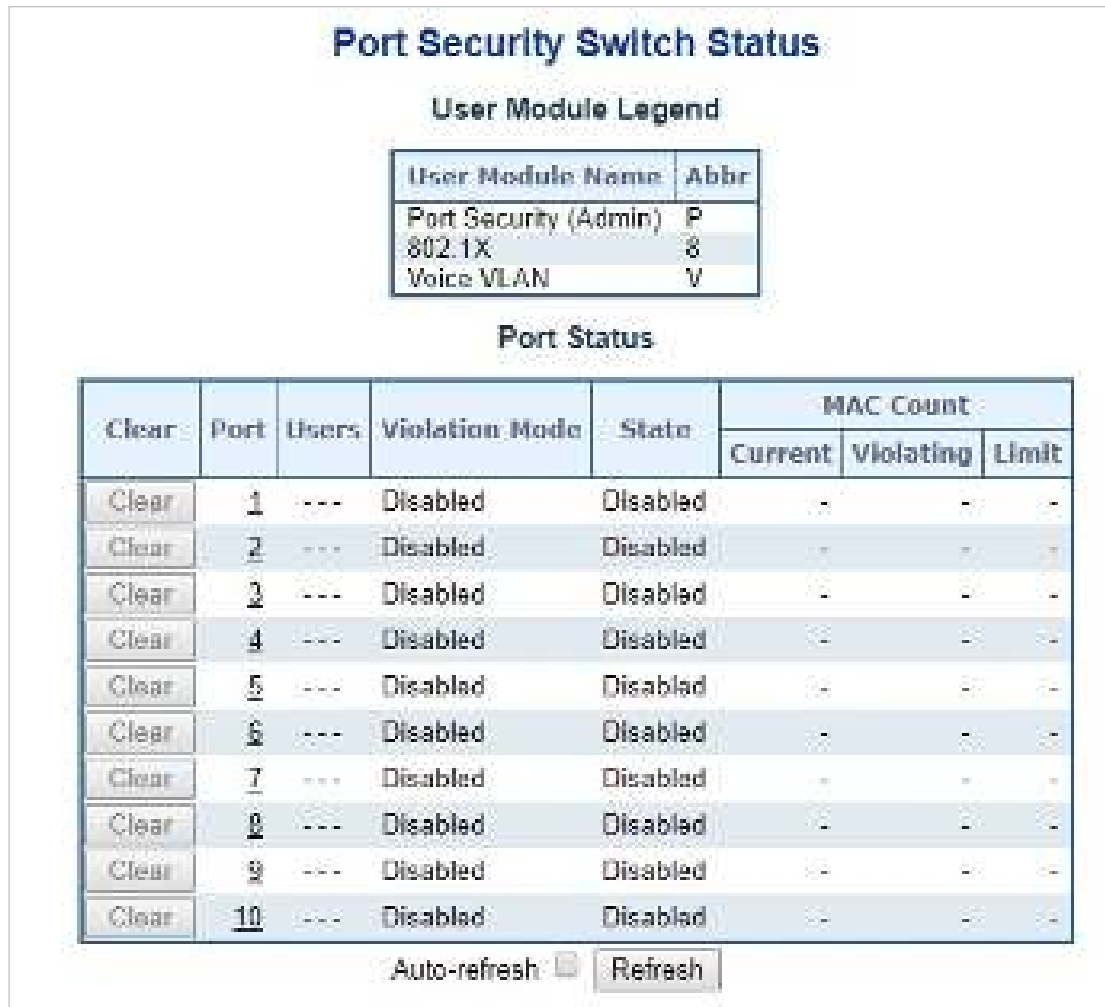 Port Security Switch Status
User Module Legend
User Module Name Abbr
Port Security (Admin) P
802.1X 8
Voice VLAN V
Port Status
Clear Port Users Violation Mode State MAC Count
Current Violating Limit
Clear 1 --- Disabled Disabled - - -
Clear 2 --- Disabled Disabled - - -
Clear 3 --- Disabled Disabled - - -
Clear 4 --- Disabled Disabled - - -
Clear 5 --- Disabled Disabled - - -
Clear 6 --- Disabled Disabled - - -
Clear 7 --- Disabled Disabled - - -
Clear 8 --- Disabled Disabled - - -
Clear 9 --- Disabled Disabled - - -
Clear 10 --- Disabled Disabled - - -
Auto-refresh Refresh